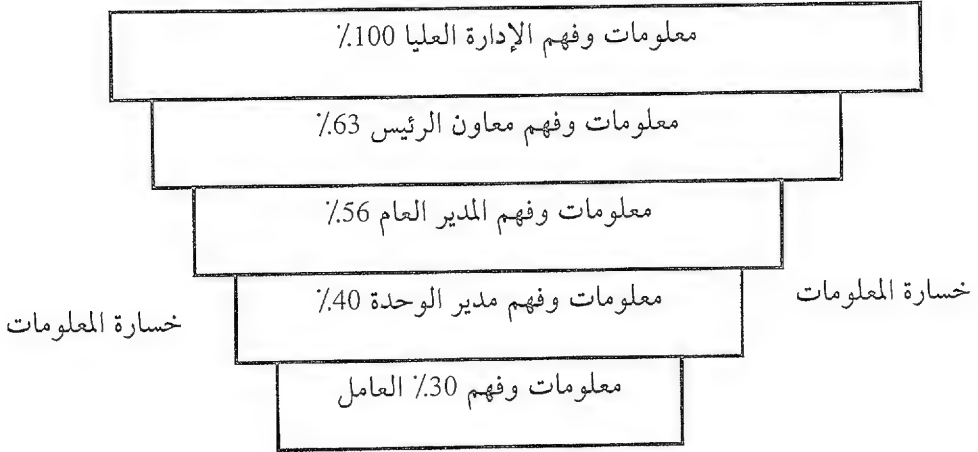 معلومات وفهم الإدارة العليا 100٪
معلومات وفهم معاون الرئيس 63٪
معلومات وفهم المدير العام 56٪
معلومات وفهم مدير الوحدة 40٪
خسارة المعلومات
خسارة المعلومات
معلومات وفهم 30٪ العامل